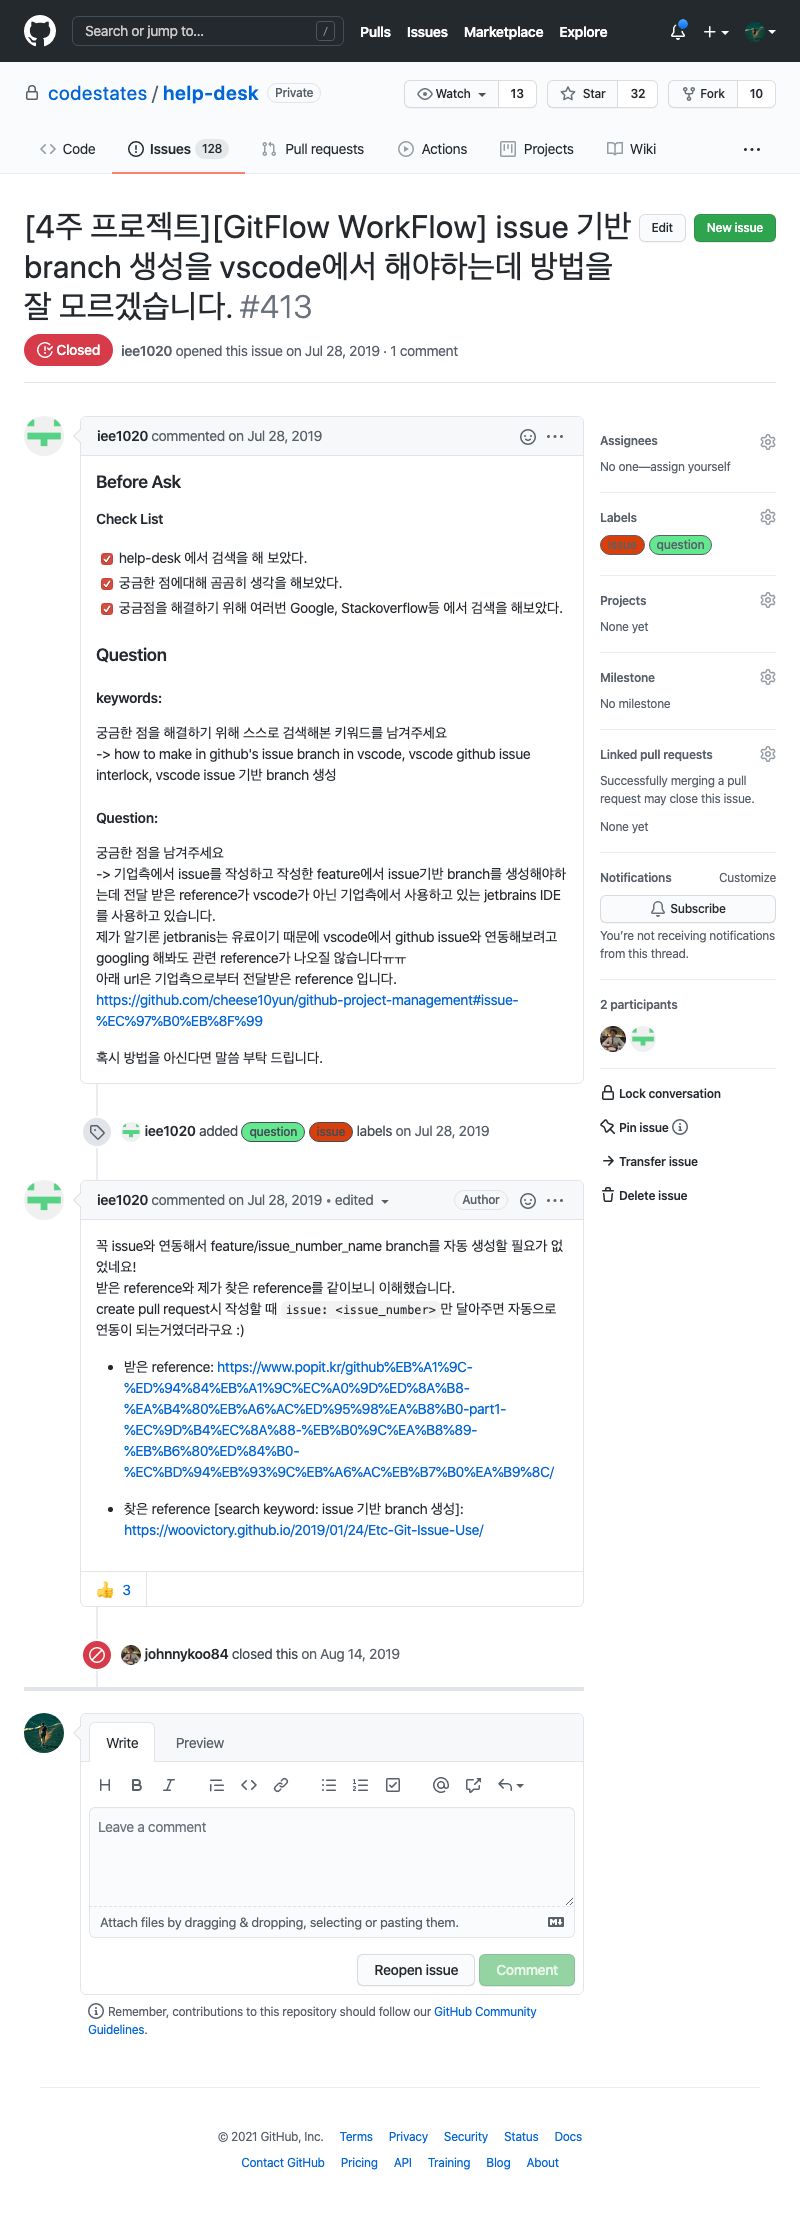 Search or jump to... /
Pulls Issues Marketplace Explore
codestates / help-desk Private
Watch 13 Star 32 Fork 10
Code Issues 128 Pull requests Actions Projects Wiki
[4주 프로젝트][GitFlow WorkFlow] issue 기반
branch 생성을 vscode에서 해야하는데 방법을
잘 모르겠습니다. #413
Edit New issue
Closed iee1020 opened this issue on Jul 28, 2019 · 1 comment
iee1020 commented on Jul 28, 2019
Before Ask
Check List
help-desk 에서 검색을 해 보았다.
궁금한 점에대해 곰곰히 생각을 해보았다.
궁금점을 해결하기 위해 여러번 Google, Stackoverflow등 에서 검색을 해보았다.
Question
keywords:
궁금한 점을 해결하기 위해 스스로 검색해본 키워드를 남겨주세요
-> how to make in github's issue branch in vscode, vscode github issue
interlock, vscode issue 기반 branch 생성
Question:
궁금한 점을 남겨주세요
-> 기업측에서 issue를 작성하고 작성한 feature에서 issue기반 branch를 생성해야하
는데 전달 받은 reference가 vscode가 아닌 기업측에서 사용하고 있는 jetbrains IDE
를 사용하고 있습니다.
제가 알기론 jetbranis는 유료이기 때문에 vscode에서 github issue와 연동해보려고
googling 해봐도 관련 reference가 나오질 않습니다ㅠㅠ
아래 url은 기업측으로부터 전달받은 reference 입니다.
https://github.com/cheese10yun/github-project-management#issue-
%EC%97%B0%EB%8F%99
혹시 방법을 아신다면 말씀 부탁 드립니다.
Assignees
No one—assign yourself
Labels
issue question
Projects
None yet
Milestone
No milestone
Linked pull requests
Successfully merging a pull
request may close this issue.
None yet
Notifications Customize
Subscribe
You're not receiving notifications
from this thread.
2 participants
Lock conversation
Pin issue
Transfer issue
Delete issue
iee1020 added question issue labels on Jul 28, 2019
iee1020 commented on Jul 28, 2019 • edited Author
꼭 issue와 연동해서 feature/issue_number_name branch를 자동 생성할 필요가 없
었네요!
받은 reference와 제가 찾은 reference를 같이보니 이해했습니다.
create pull request시 작성할 때 issue: <issue_number> 만 달아주면 자동으로
연동이 되는거였더라구요 :)
• 받은 reference: https://www.popit.kr/github%EB%A1%9C-
%ED%94%84%EB%A1%9C%EC%A0%9D%ED%8A%B8-
%EA%B4%80%EB%A6%AC%ED%95%98%EA%B8%B0-part1-
%EC%9D%B4%EC%8A%88-%EB%B0%9C%EA%B8%89-
%EB%B6%80%ED%84%B0-
%EC%BD%94%EB%93%9C%EB%A6%AC%EB%B7%B0%EA%B9%8C/
• 찾은 reference [search keyword: issue 기반 branch 생성]:
https://woovictory.github.io/2019/01/24/Etc-Git-Issue-Use/
👍 3
johnnykoo84 closed this on Aug 14, 2019
Write Preview
Leave a comment
Attach files by dragging & dropping, selecting or pasting them.
Reopen issue Comment
Remember, contributions to this repository should follow our GitHub Community
Guidelines.
© 2021 GitHub, Inc. Terms Privacy Security Status Docs
Contact GitHub Pricing API Training Blog About